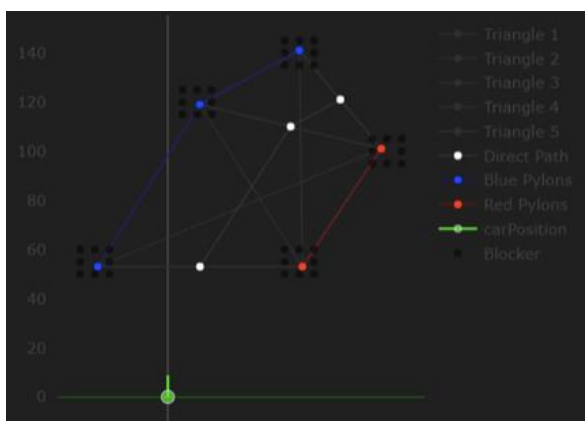 140
120
100
80
60
40
20
0
Triangle 1
Triangle 2
Triangle 3
Triangle 4
Triangle 5
Direct Path
Blue Pylons
Red Pylons
carPosition
Blocker